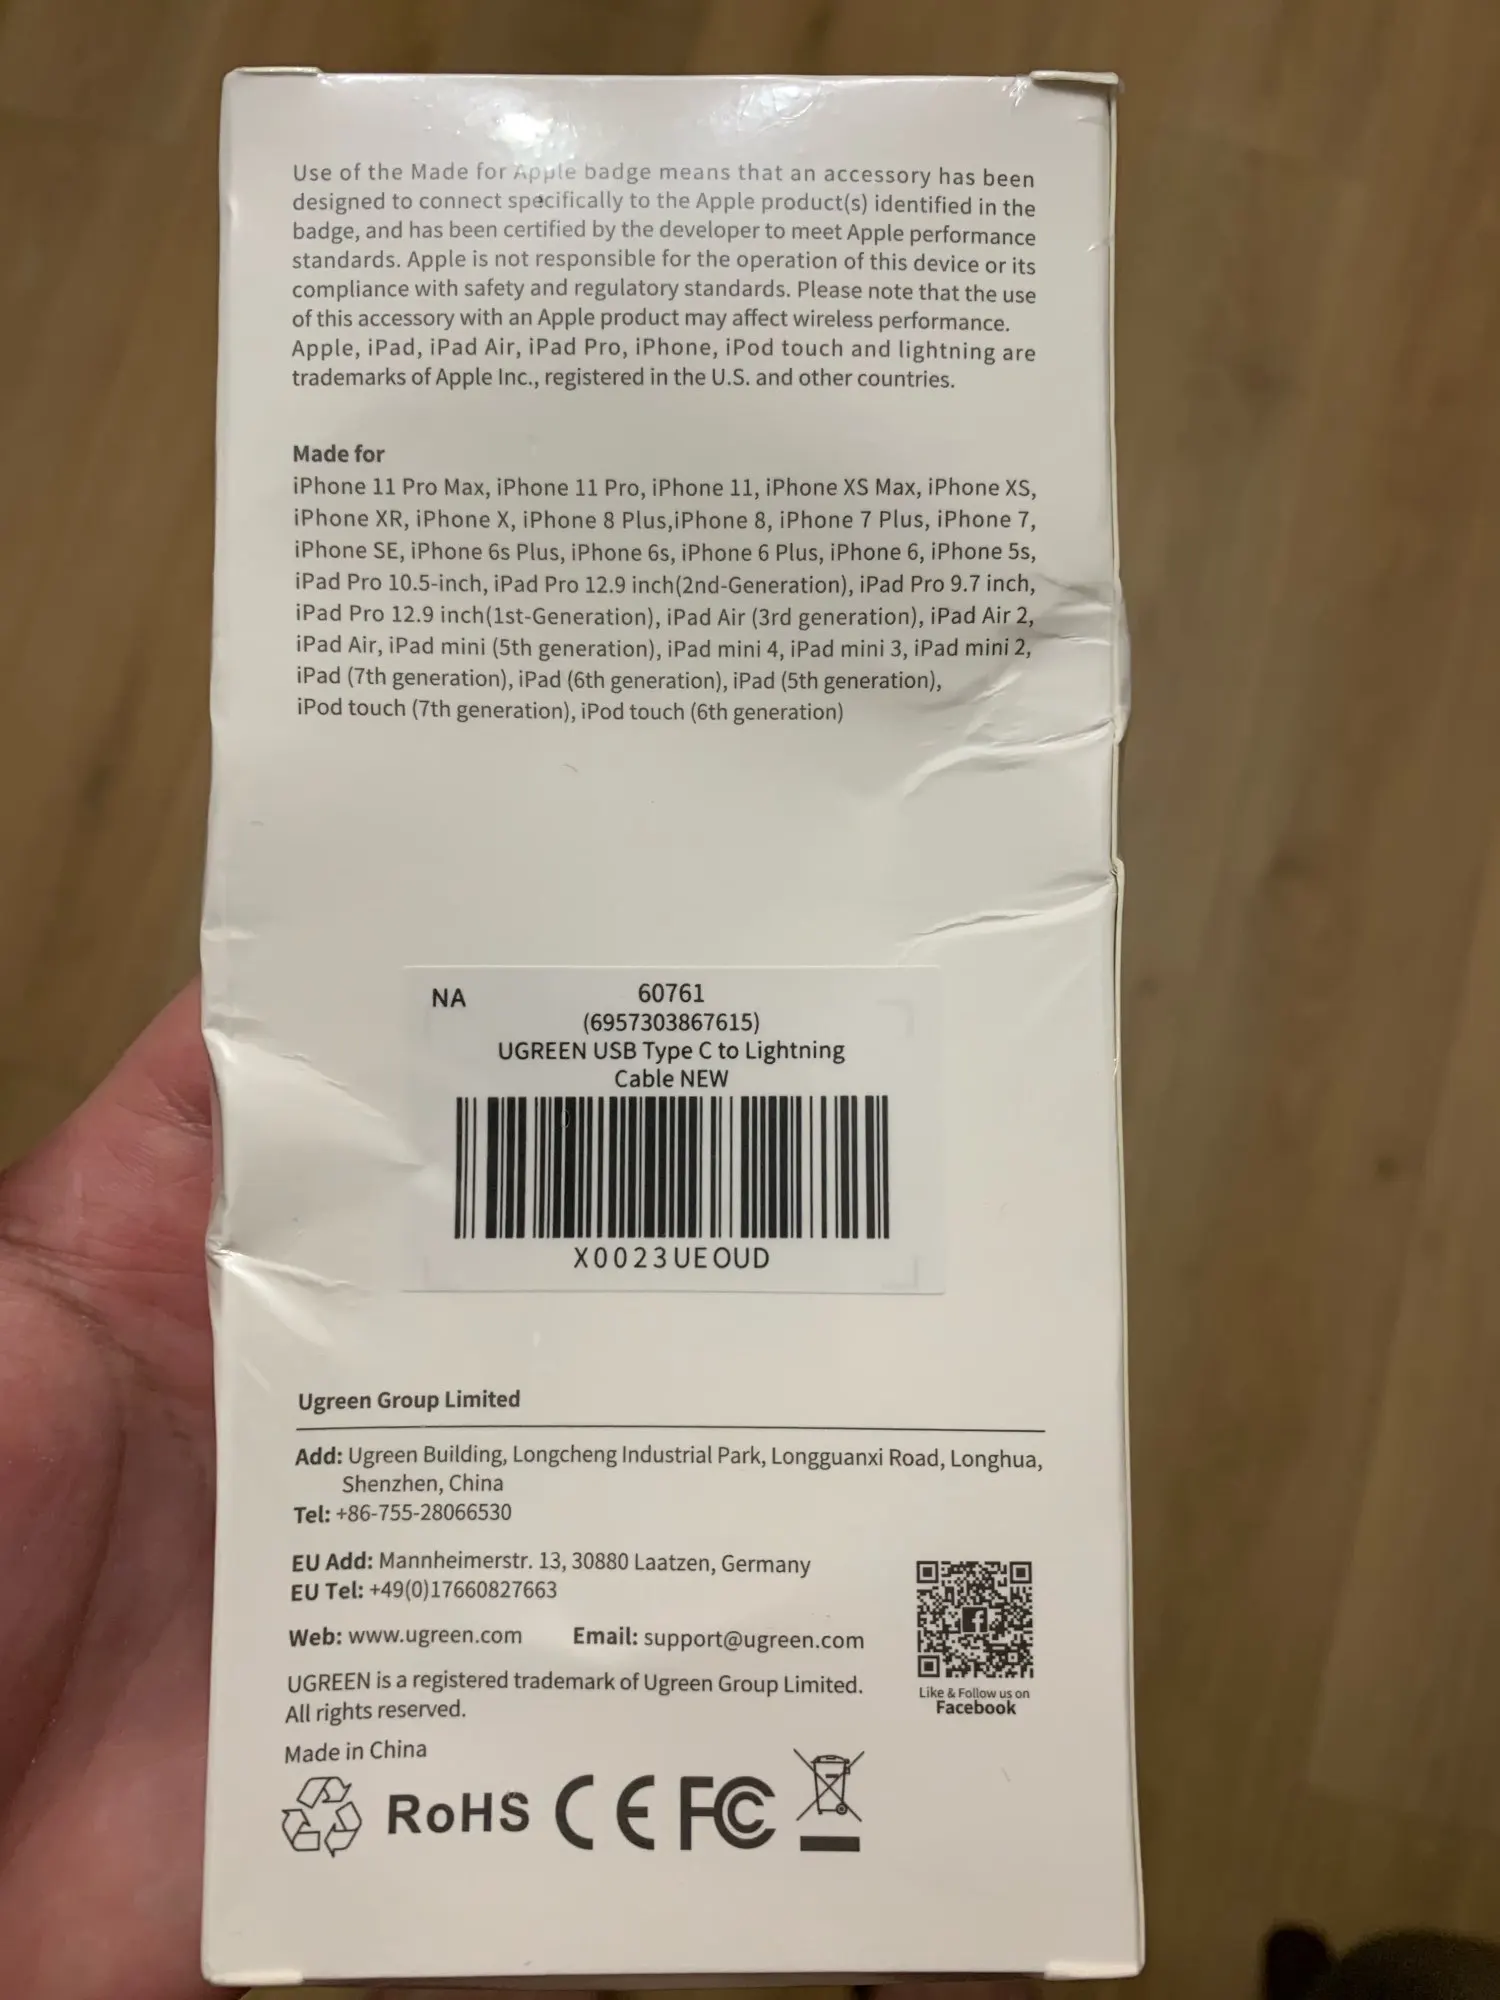 Use of the Made for Apple badge means that an accessory has been
designed to connect specifically to the Apple product(s) identified in the
badge, and has been certified by the developer to meet Apple performance
standards. Apple is not responsible for the operation of this device or its
compliance with safety and regulatory standards. Please note that the use
of this accessory with an Apple product may affect wireless performance.
Apple, iPad, iPad Air, iPad Pro, iPhone, iPod touch and lightning are
trademarks of Apple Inc., registered in the U.S. and other countries.
Made for
iPhone 11 Pro Max, iPhone 11 Pro, iPhone 11, iPhone XS Max, iPhone XS,
iPhone XR, iPhone X, iPhone 8 Plus,iPhone 8, iPhone 7 Plus, iPhone 7,
iPhone SE, iPhone 6s Plus, iPhone 6s, iPhone 6 Plus, iPhone 6, iPhone 5s,
iPad Pro 10.5-inch, iPad Pro 12.9 inch(2nd-Generation), iPad Pro 9.7 inch,
iPad Pro 12.9 inch(1st-Generation), iPad Air (3rd generation), iPad Air 2,
iPad Air, iPad mini (5th generation), iPad mini 4, iPad mini 3, iPad mini 2,
iPad (7th generation), iPad (6th generation), iPad (5th generation),
iPod touch (7th generation), iPod touch (6th generation)
NA 60761
(6957303867615)
UGREEN USB Type C to Lightning
Cable NEW
X0023UEOUD
Ugreen Group Limited
Add: Ugreen Building, Longcheng Industrial Park, Longguanxi Road, Longhua,
Shenzhen, China
Tel: +86-755-28066530
EU Add: Mannheimerstr. 13, 30880 Laatzen, Germany
EU Tel: +49(0)17660827663
Web: www.ugreen.com Email: support@ugreen.com
UGREEN is a registered trademark of Ugreen Group Limited.
All rights reserved.
Like & Follow us on
Facebook
Made in China
RoHS CE FC